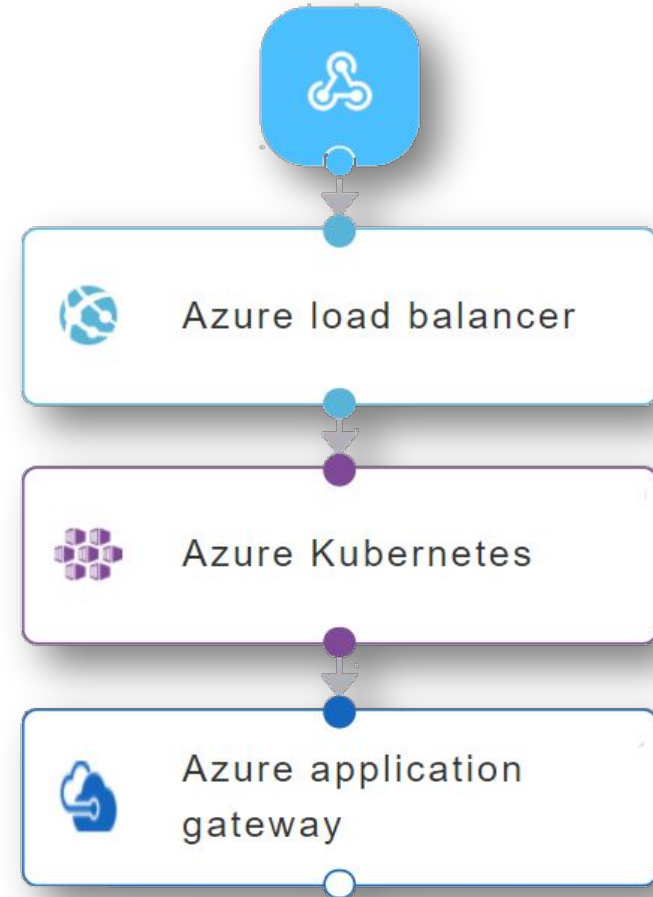 Azure load balancer
Azure Kubernetes
Azure application
gateway